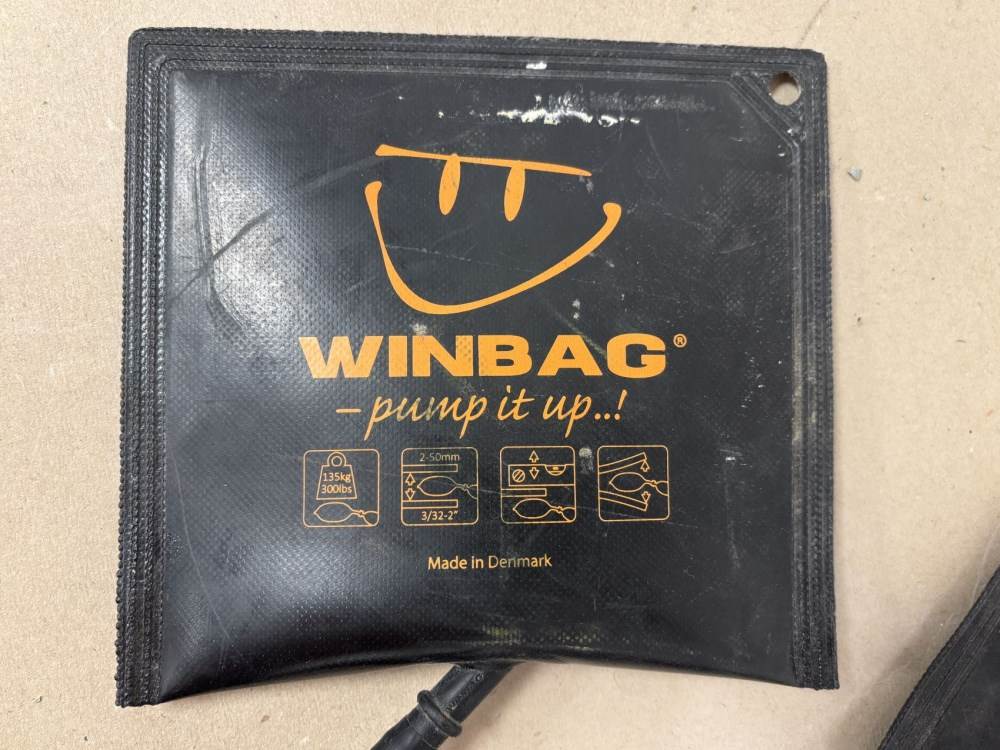 WINBAG®
– pump it up..!
135kg
300lbs
2-50mm
3/32-2"
Made in Denmark